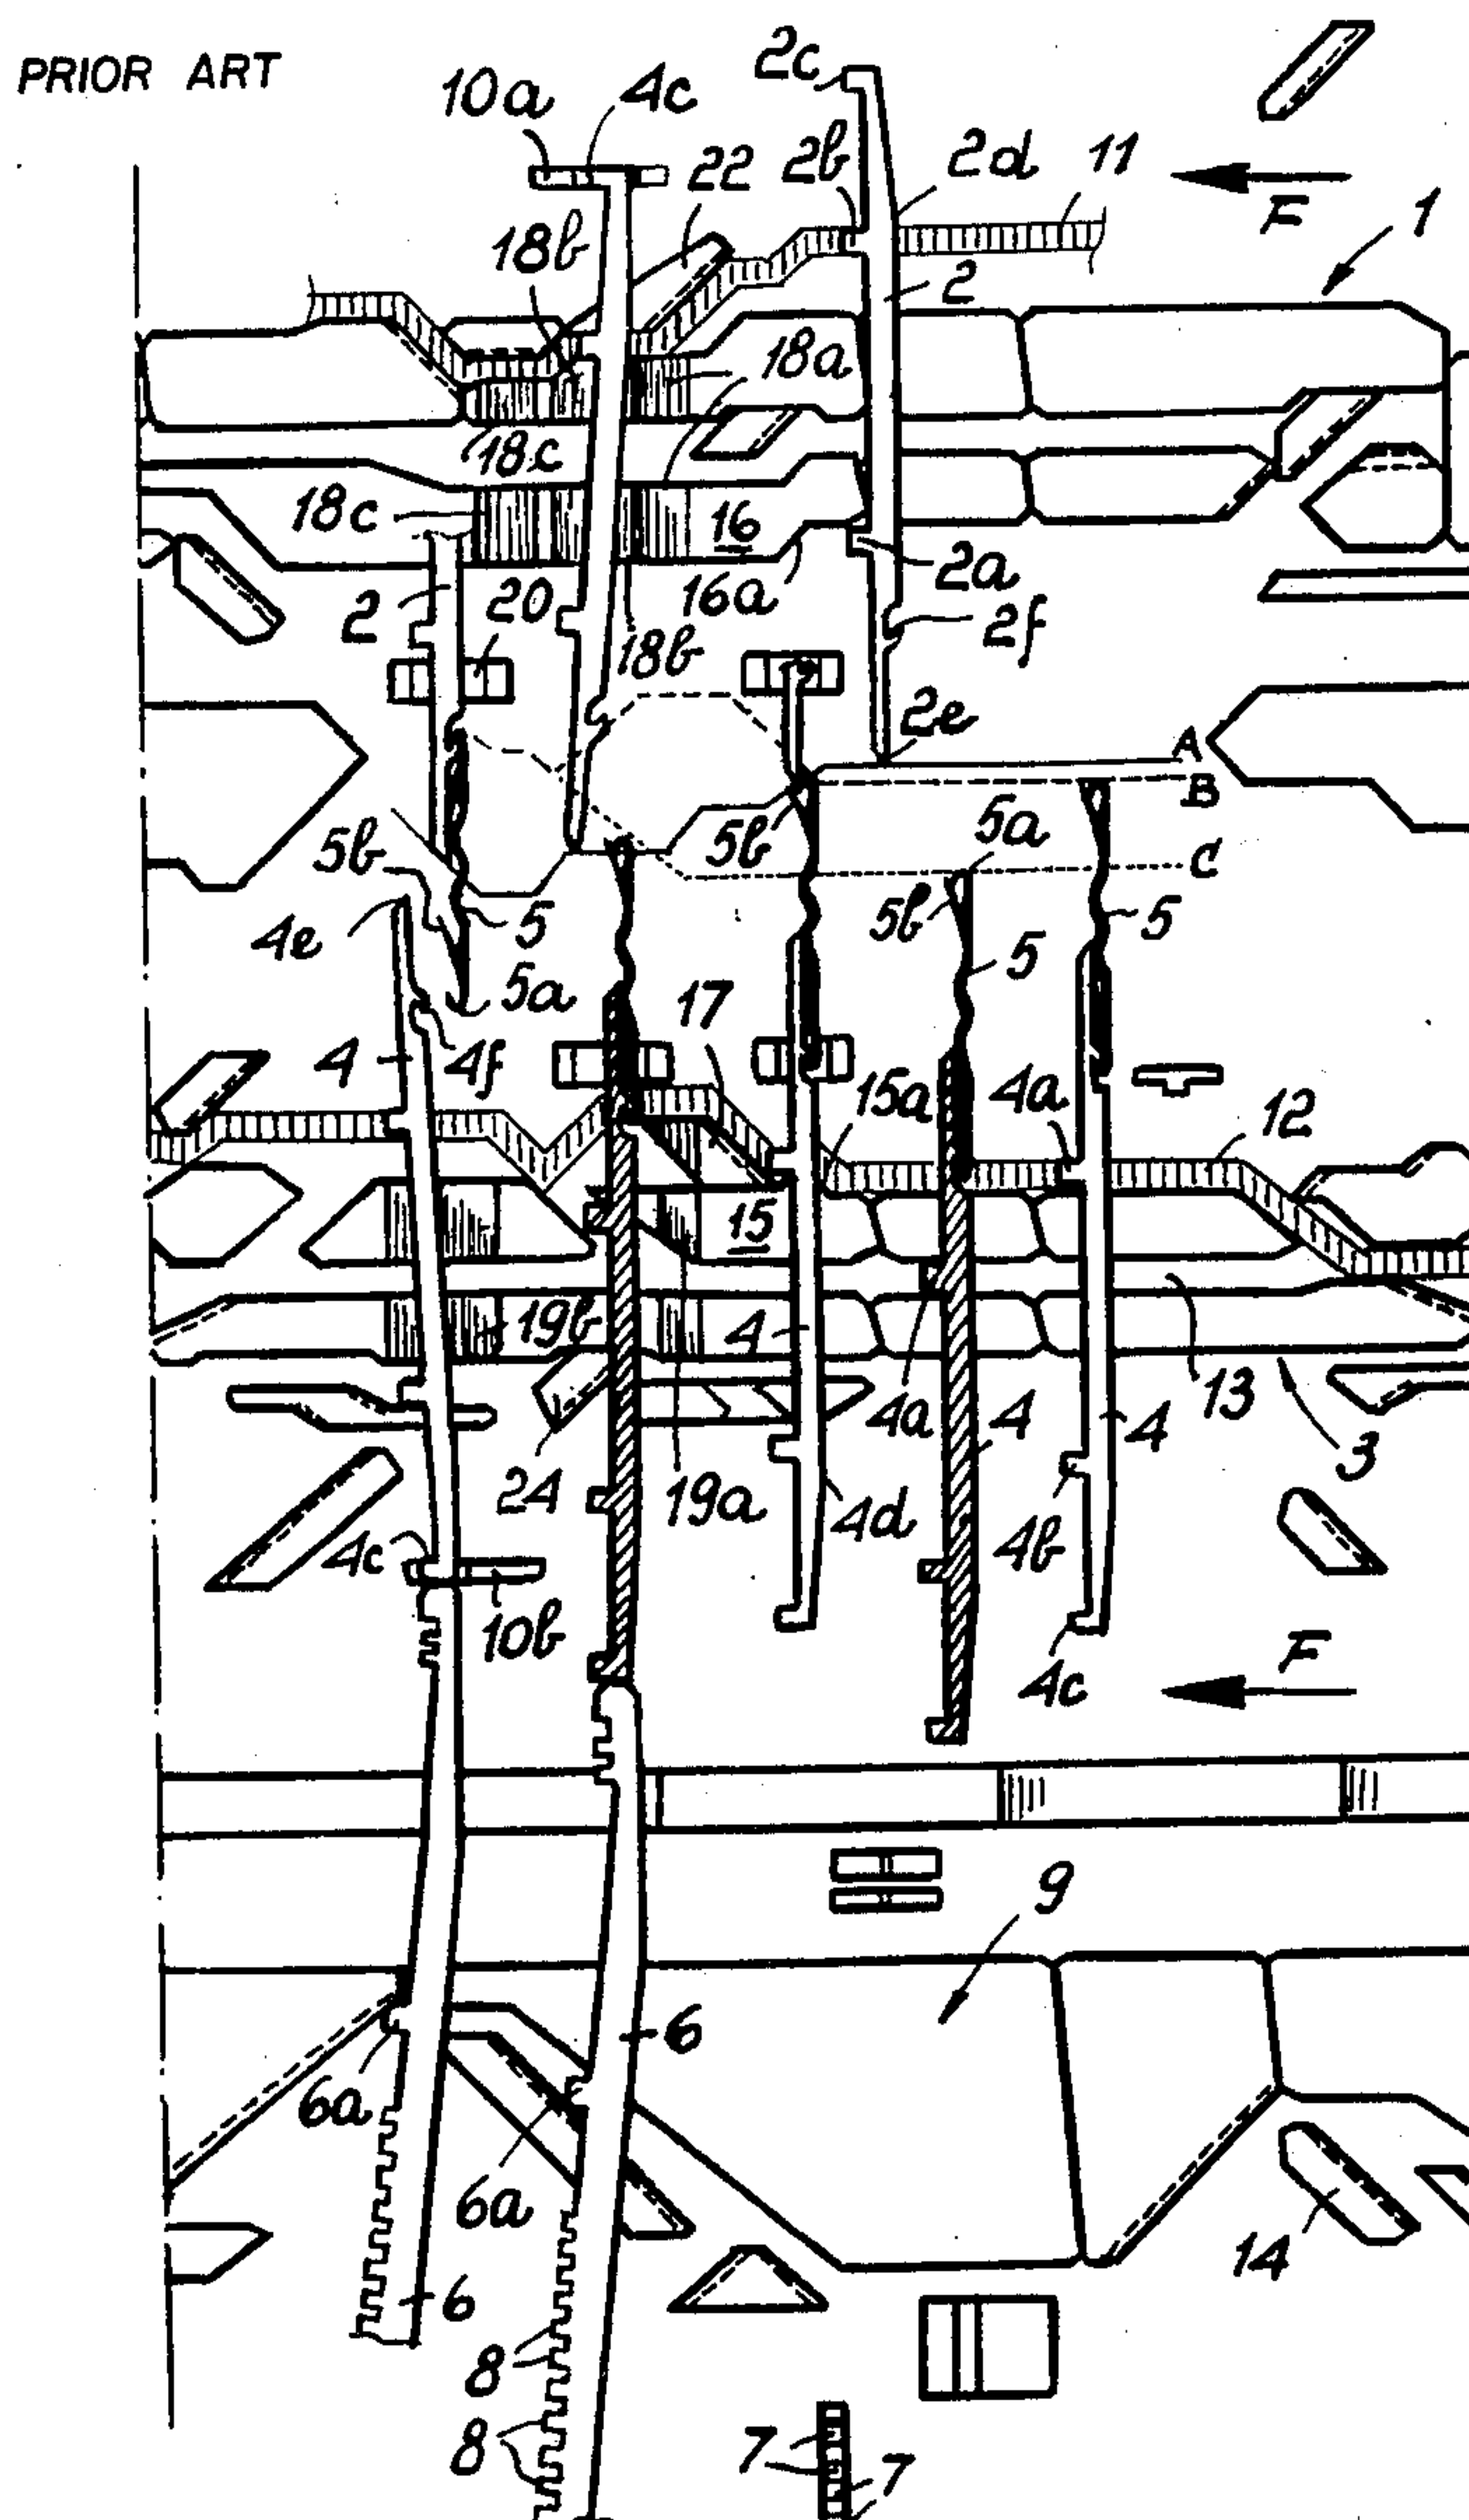 PRIOR ART
2c
10a 4c
22 2b 2d 11
F
1
18b
2
18a
18c
18c
16
2 20 16a 2a
2f
18b
2e
A
B
5b 5b 5a
C
5b
4e 5 5 5
5a 17
4 4f 15a 4a
12
15
19b 4
13
4a 4 4 3
24 19a 4d
4c 4b
10b
F
4c
9
6
6a
6a
14
6
8
8 7
7